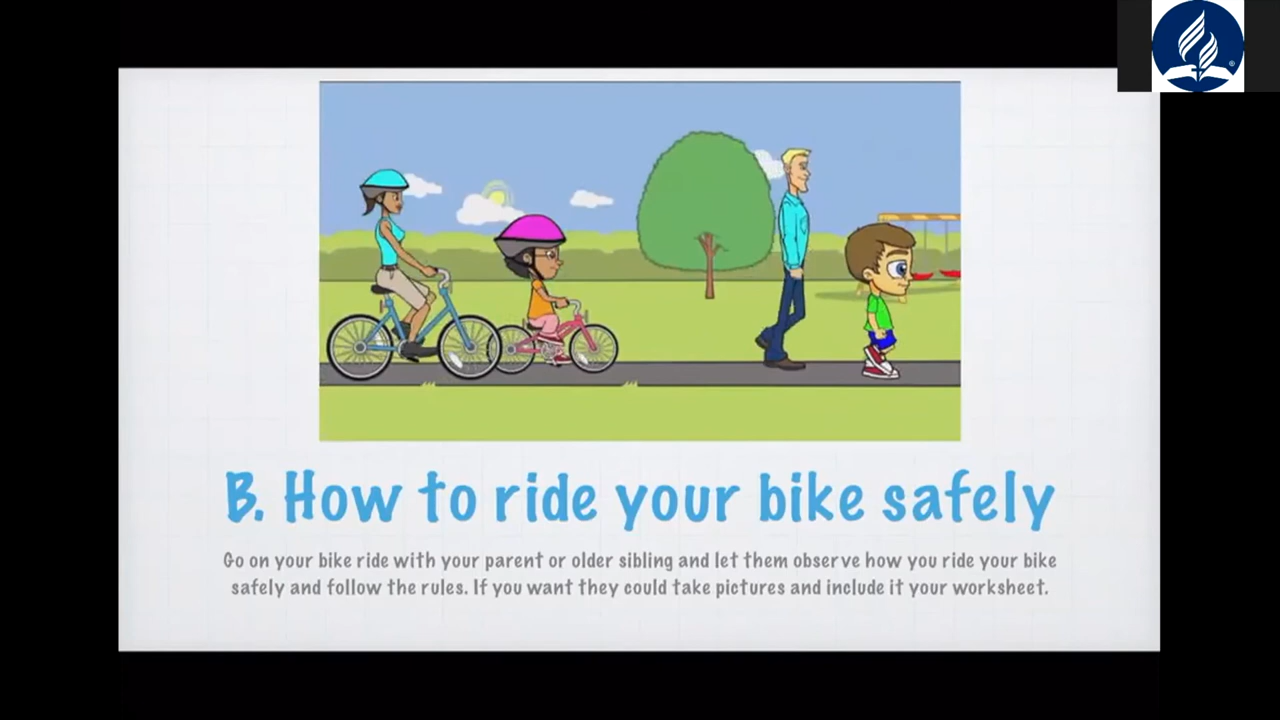 B. How to ride your bike safely
Go on your bike ride with your parent or older sibling and let them observe how you ride your bike
safely and follow the rules. If you want they could take pictures and include it your worksheet.